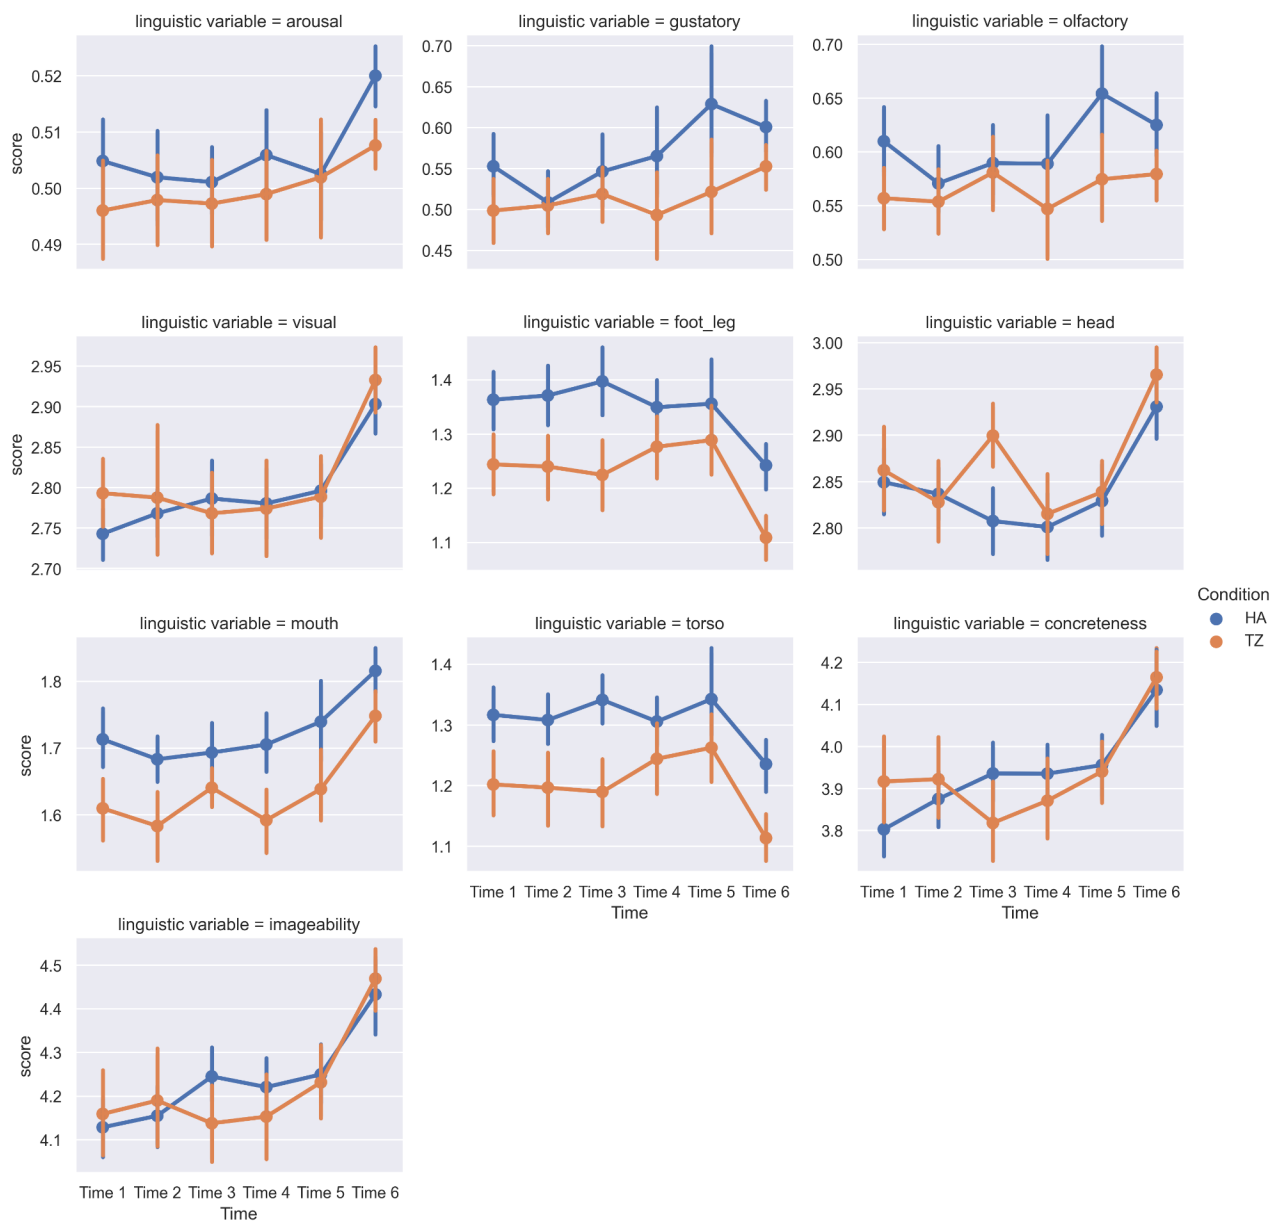 linguistic variable = arousal
linguistic variable = gustatory
linguistic variable = olfactory
score
0.52
0.51
0.50
0.49
0.70
0.65
0.60
0.55
0.50
0.45
0.70
0.65
0.60
0.55
0.50
linguistic variable = visual
linguistic variable = foot_leg
linguistic variable = head
score
2.95
2.90
2.85
2.80
2.75
2.70
1.4
1.3
1.2
1.1
3.00
2.95
2.90
2.85
2.80
Condition
HA
TZ
linguistic variable = mouth
linguistic variable = torso
linguistic variable = concreteness
score
1.8
1.7
1.6
1.4
1.3
1.2
1.1
4.2
4.1
4.0
3.9
3.8
Time 1 Time 2 Time 3 Time 4 Time 5 Time 6
Time
Time 1 Time 2 Time 3 Time 4 Time 5 Time 6
Time
linguistic variable = imageability
score
4.5
4.4
4.3
4.2
4.1
Time 1 Time 2 Time 3 Time 4 Time 5 Time 6
Time